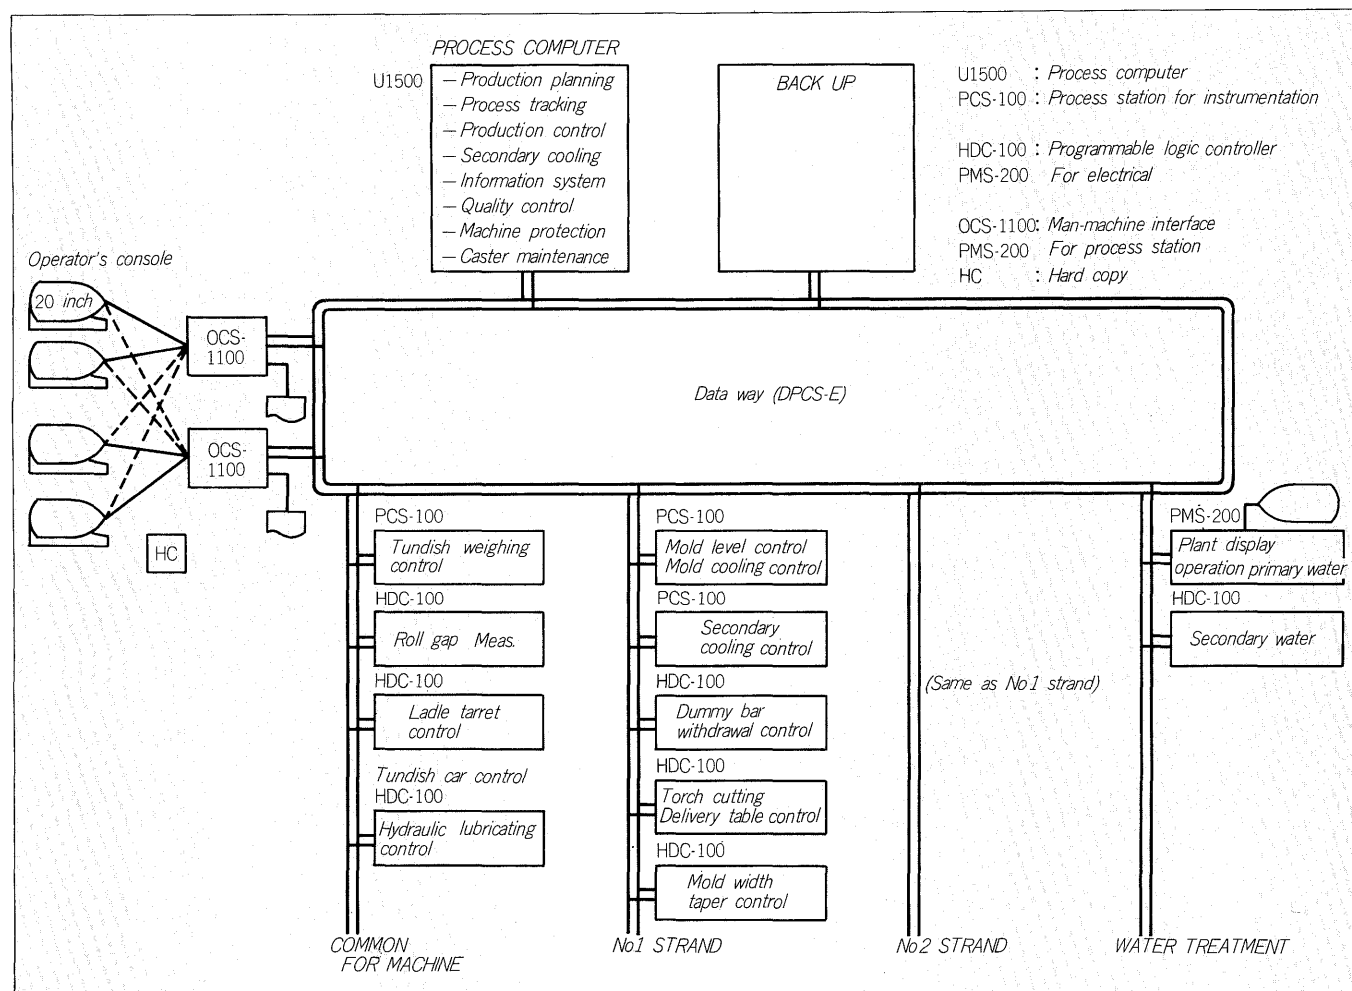 PROCESS COMPUTER
U1500
— Production planning
— Process tracking
— Production control
— Secondary cooling
— Information system
— Quality control
— Machine protection
— Caster maintenance
BACK UP
U1500 : Process computer
PCS-100 : Process station for instrumentation
HDC-100 : Programmable logic controller
PMS-200 For electrical
OCS-1100: Man-machine interface
PMS-200 For process station
HC : Hard copy
Operator's console
20 inch
OCS-
1100
OCS-
1100
HC
Data way (DPCS-E)
PCS-100
Tundish weighing
control
HDC-100
Roll gap Meas.
HDC-100
Ladle tarret
control
Tundish car control
HDC-100
Hydraulic lubricating
control
COMMON
FOR MACHINE
PCS-100
Mold level control
Mold cooling control
PCS-100
Secondary
cooling control
HDC-100
Dummy bar
withdrawal control
HDC-100
Torch cutting
Delivery table control
HDC-100
Mold width
taper control
No1 STRAND
(Same as No1 strand)
No2 STRAND
PMS-200
Plant display
operation primary water
HDC-100
Secondary water
WATER TREATMENT